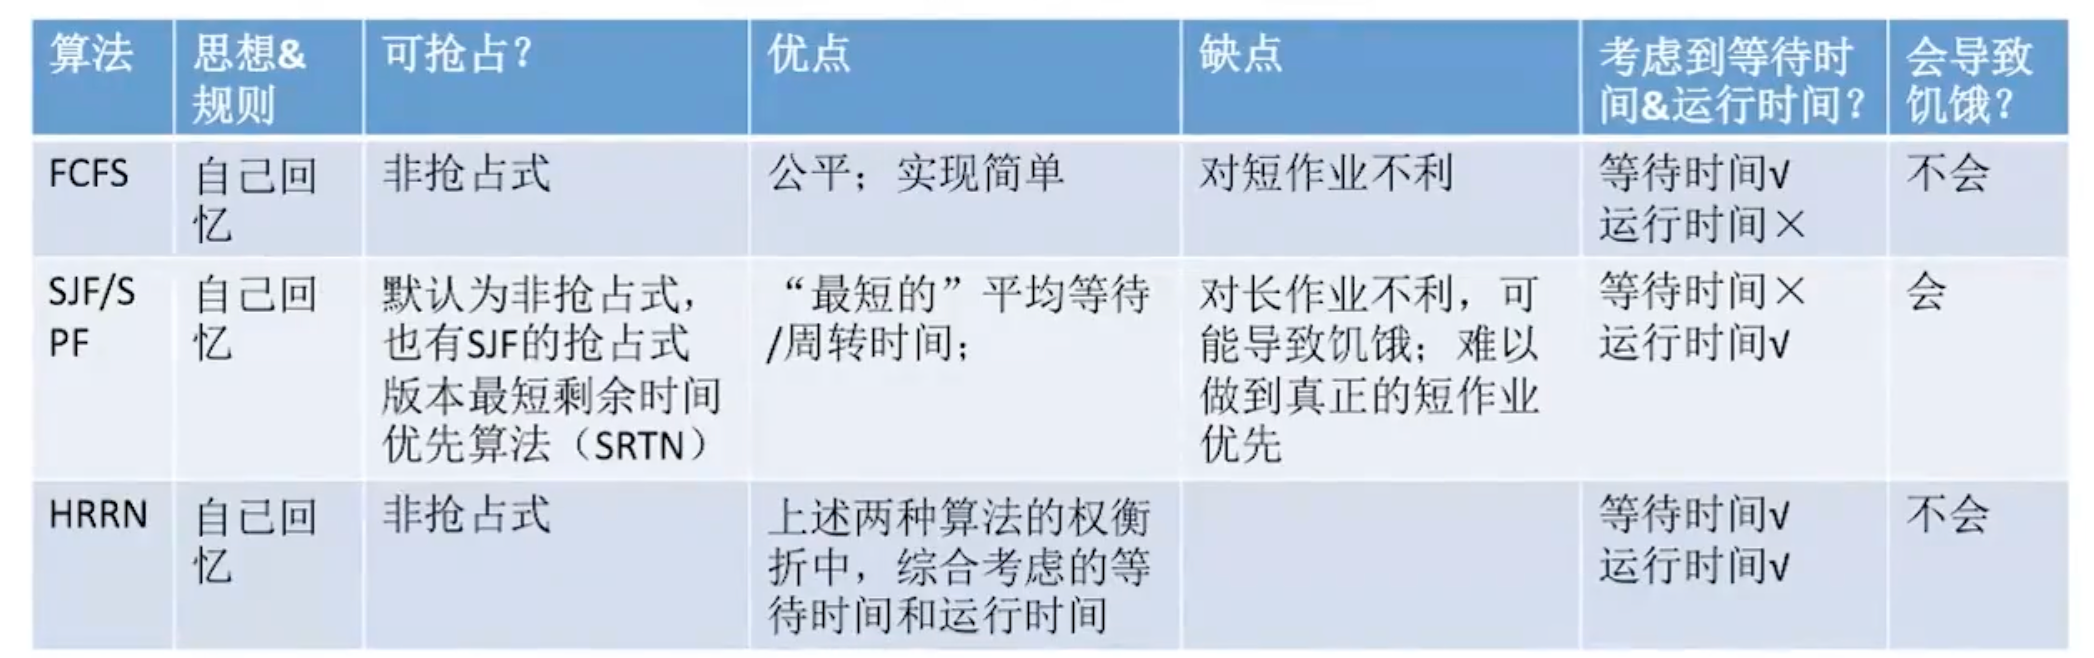 算法
思想&
规则
可抢占？
优点
缺点
考虑到等待时
间&运行时间？
会导致
饥饿？
FCFS
自己回
忆
非抢占式
公平；实现简单
对短作业不利
等待时间√
运行时间×
不会
SJF/S
PF
自己回
忆
默认为非抢占式，
也有SJF的抢占式
版本最短剩余时间
优先算法（SRTN）
“最短的”平均等待
/周转时间；
对长作业不利，可
能导致饥饿；难以
做到真正的短作业
优先
等待时间×
运行时间√
会
HRRN
自己回
忆
非抢占式
上述两种算法的权衡
折中，综合考虑的等
待时间和运行时间
等待时间√
运行时间√
不会